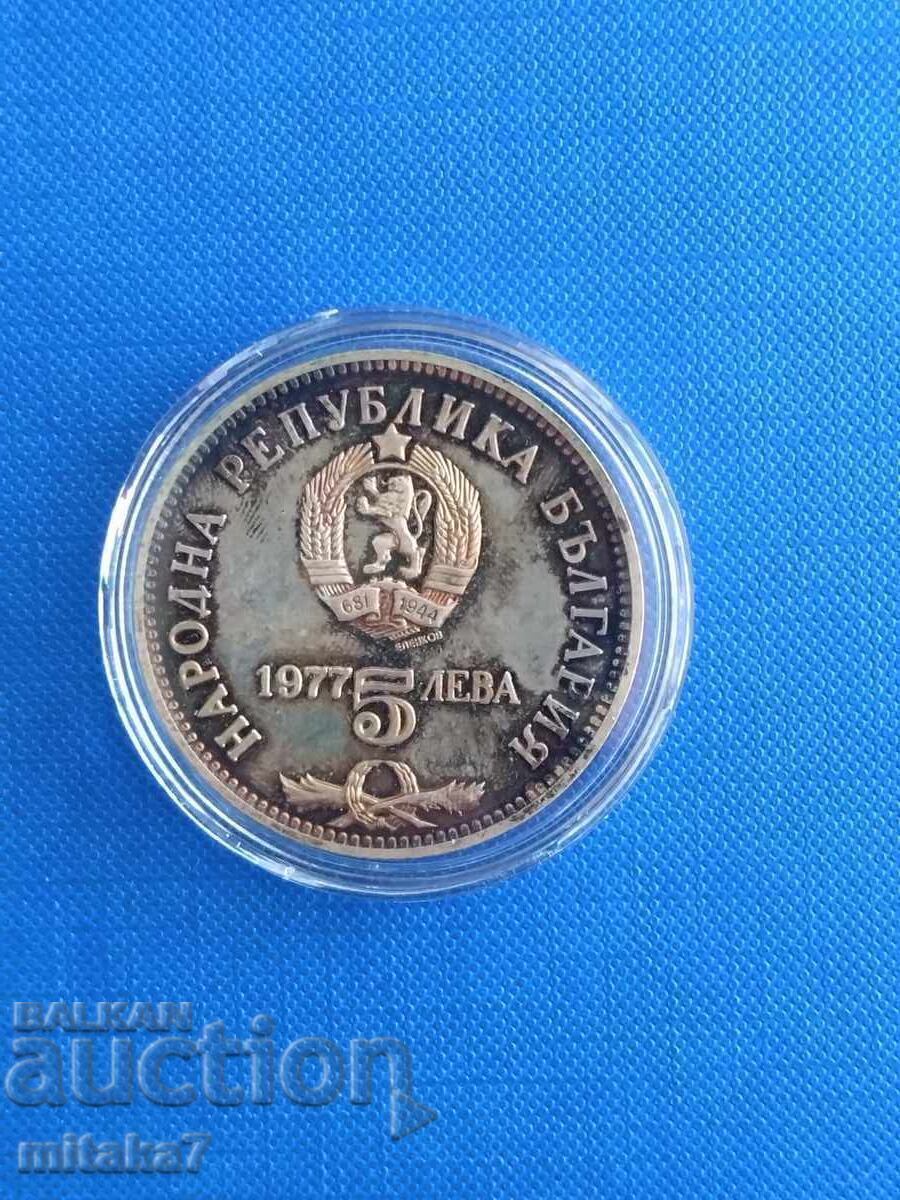 НАРОДНА РЕПУБЛИКА БЪЛГАРИЯ
681 1944
1977 5 ЛЕВА
BALKAN
auction
mitaka7